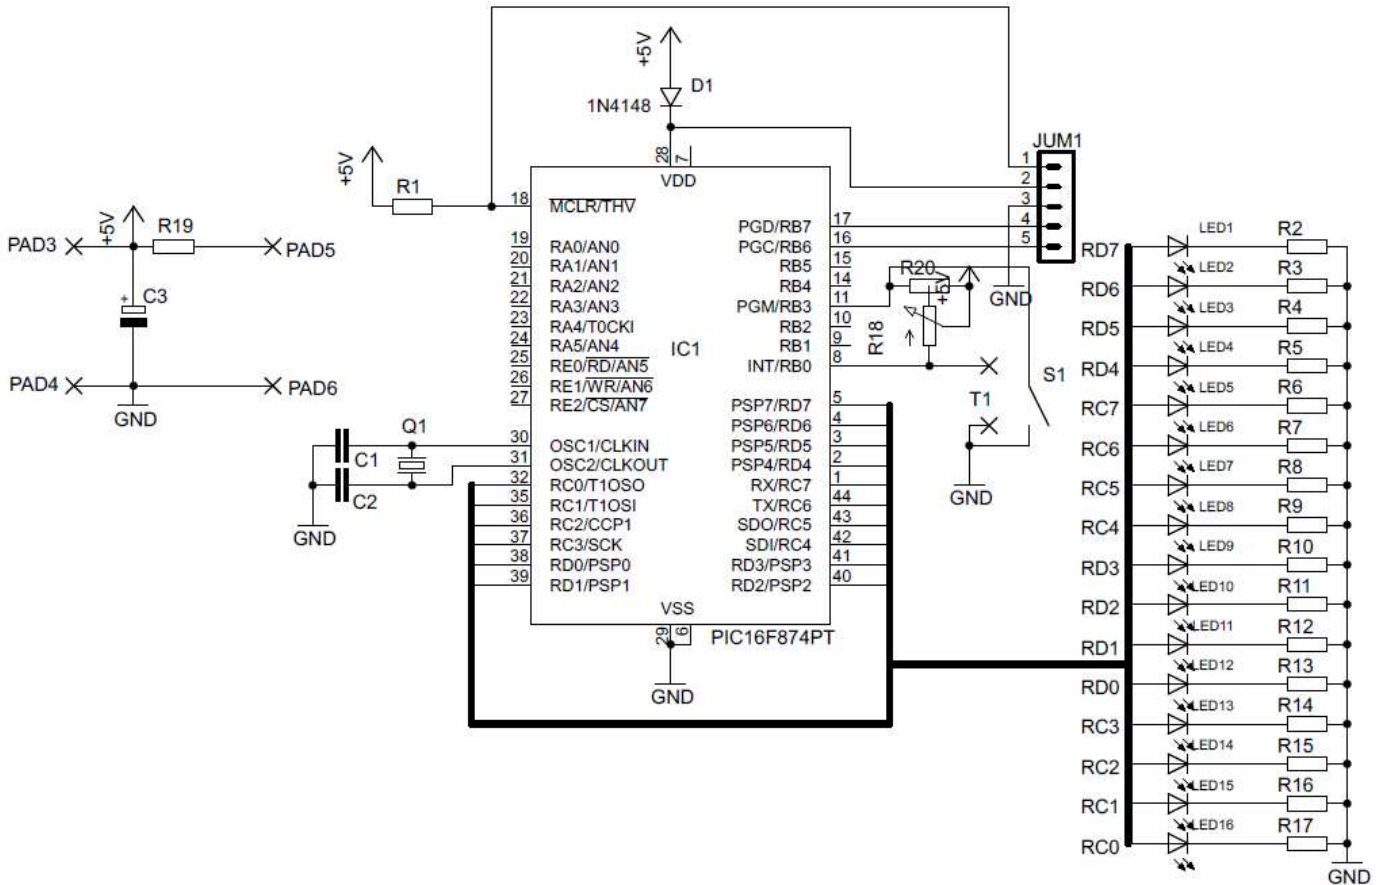 +5V
D1
1N4148
JUM1
28
7
VDD
1
2
3
4
5
+5V
R1
18
MCLR/THV
PAD3
+5V
R19
PAD5
C3
+
PAD4
PAD6
GND
19
RA0/AN0
20
RA1/AN1
21
RA2/AN2
22
RA3/AN3
23
RA4/T0CKI
24
RA5/AN4
25
RE0/RD/AN5
26
RE1/WR/AN6
27
RE2/CS/AN7
30
OSC1/CLKIN
31
OSC2/CLKOUT
32
RC0/T1OSO
35
RC1/T1OSI
36
RC2/CCP1
37
RC3/SCK
38
RD0/PSP0
39
RD1/PSP1
Q1
C1
C2
GND
IC1
PGD/RB7
17
PGC/RB6
16
RB5
15
RB4
14
PGM/RB3
11
RB2
10
RB1
9
INT/RB0
8
PSP7/RD7
5
PSP6/RD6
4
PSP5/RD5
3
PSP4/RD4
2
RX/RC7
1
TX/RC6
44
SDO/RC5
43
SDI/RC4
42
RD3/PSP3
41
RD2/PSP2
40
VSS
29
6
PIC16F874PT
GND
R20
+5V
GND
R18
S1
T1
GND
RD7
LED1
R2
RD6
LED2
R3
RD5
LED3
R4
RD4
LED4
R5
RC7
LED5
R6
RC6
LED6
R7
RC5
LED7
R8
RC4
LED8
R9
RD3
LED9
R10
RD2
LED10
R11
RD1
LED11
R12
RD0
LED12
R13
RC3
LED13
R14
RC2
LED14
R15
RC1
LED15
R16
RC0
LED16
R17
GND